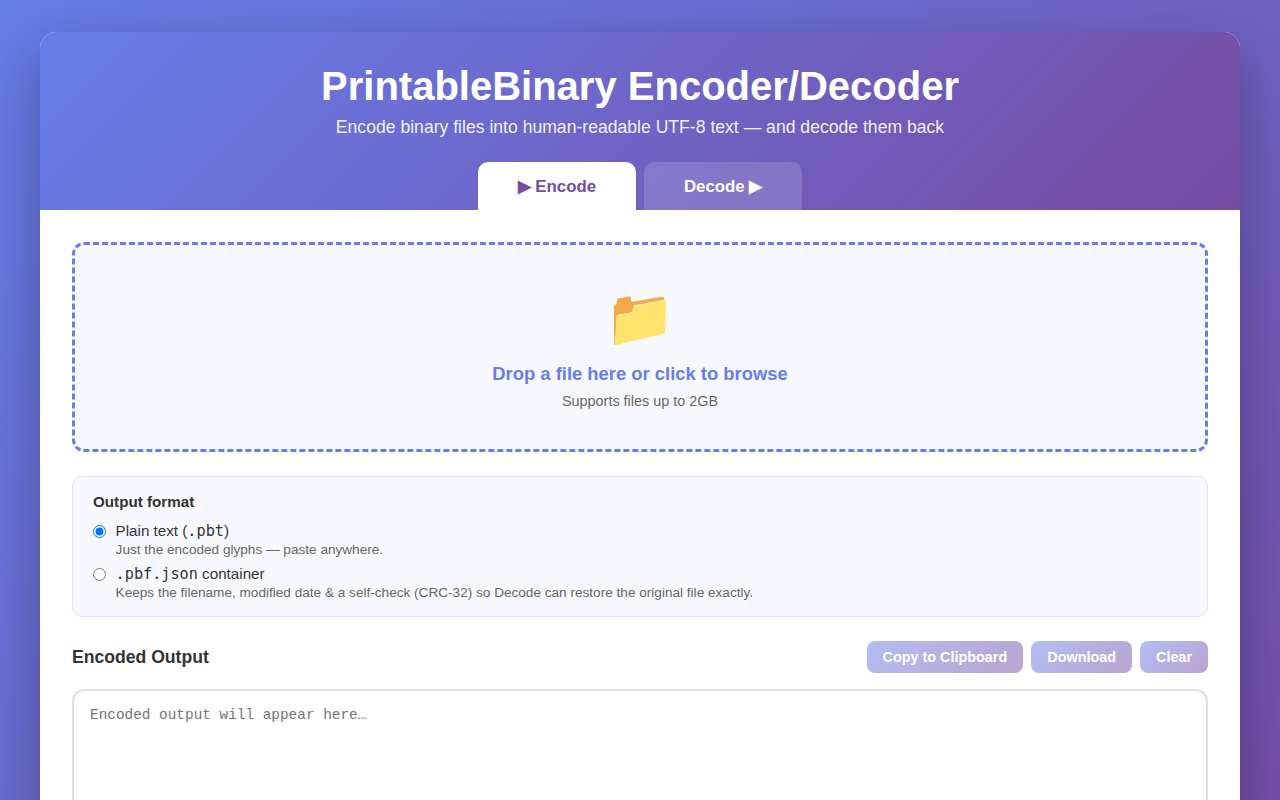 PrintableBinary Encoder/Decoder
Encode binary files into human-readable UTF-8 text — and decode them back
▶ Encode
Decode ▶
Drop a file here or click to browse
Supports files up to 2GB
Output format
Plain text (.pbt)
Just the encoded glyphs — paste anywhere.
.pbf.json container
Keeps the filename, modified date & a self-check (CRC-32) so Decode can restore the original file exactly.
Encoded Output
Copy to Clipboard
Download
Clear
Encoded output will appear here…